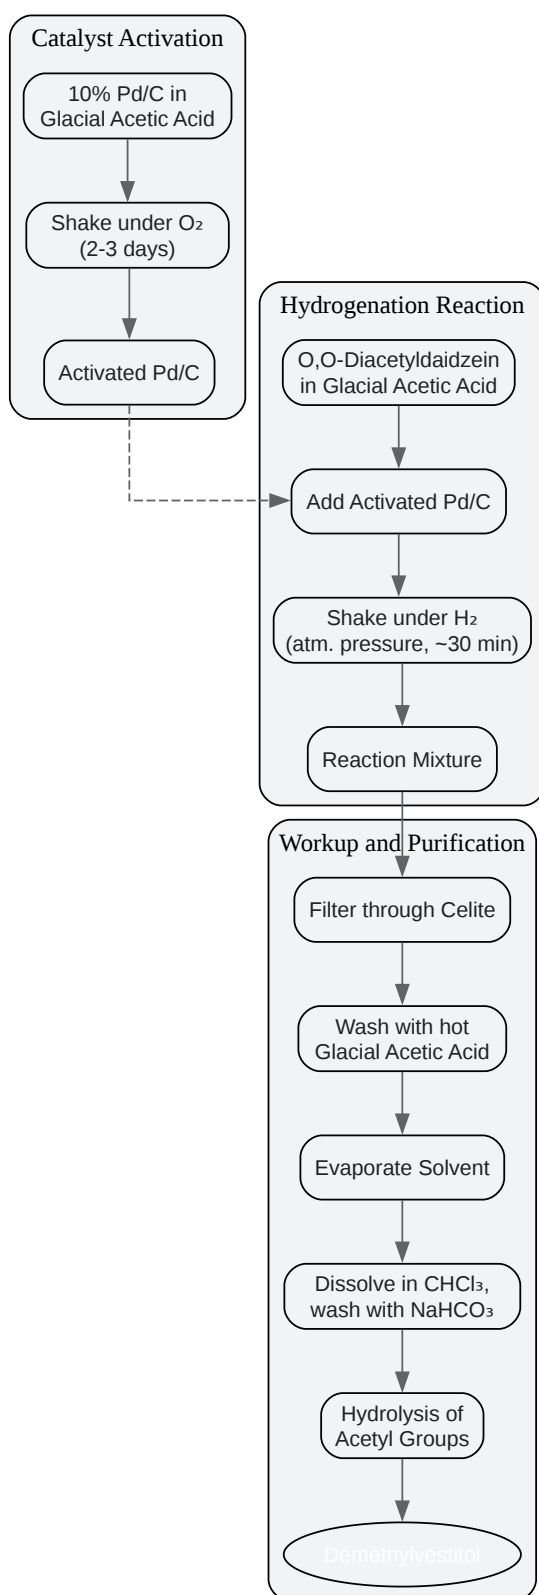 Catalyst Activation
10% Pd/C in
Glacial Acetic Acid
Shake under O₂
(2-3 days)
Activated Pd/C
Hydrogenation Reaction
O,O-Diacetyldaidzein
in Glacial Acetic Acid
Add Activated Pd/C
Shake under H₂
(atm. pressure, ~30 min)
Reaction Mixture
Workup and Purification
Filter through Celite
Wash with hot
Glacial Acetic Acid
Evaporate Solvent
Dissolve in CHCl₃,
wash with NaHCO₃
Hydrolysis of
Acetyl Groups
Demethylvestitol